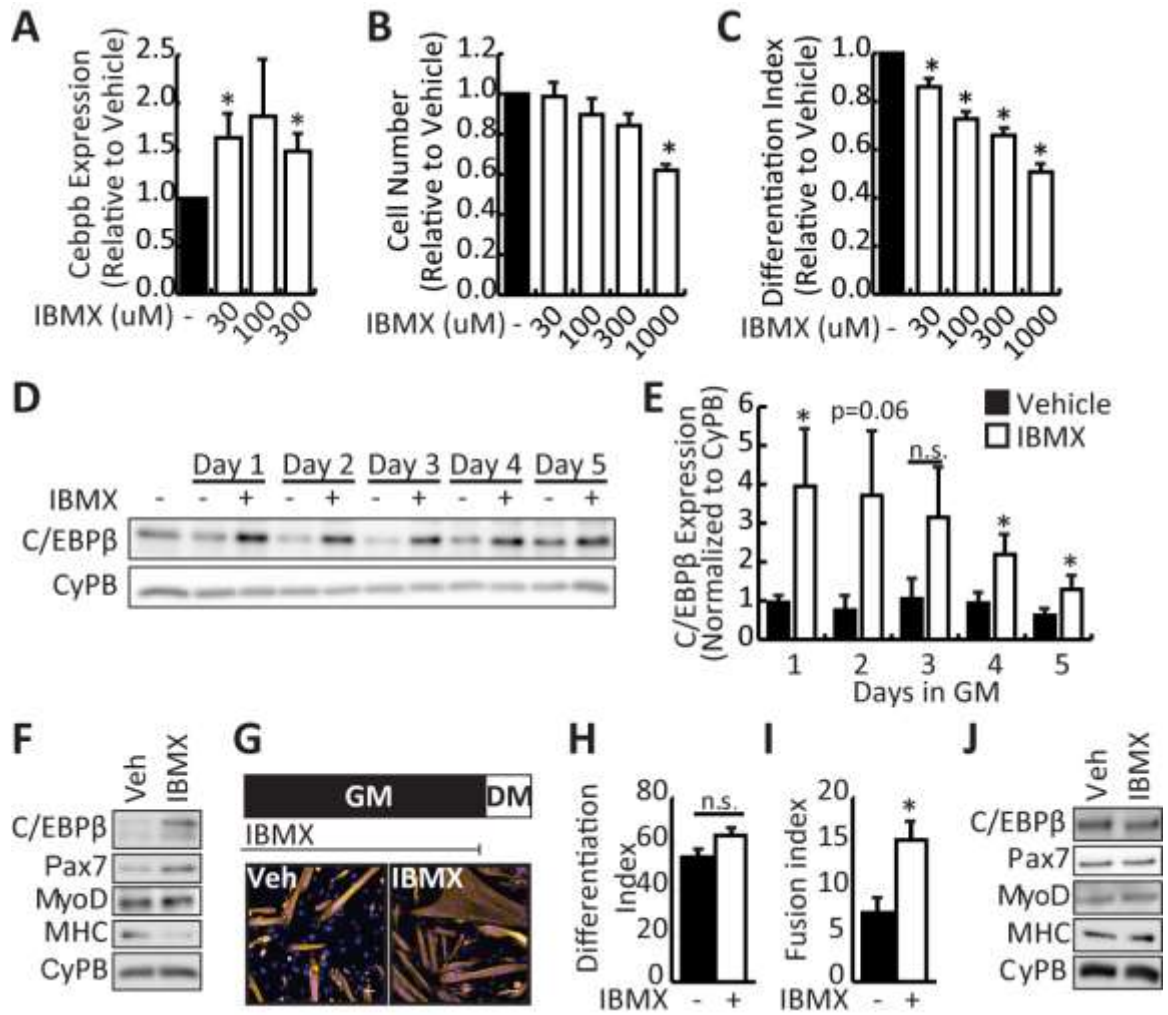 A
Cebpb Expression
(Relative to Vehicle)
2.5
2.0
1.5
1.0
0.5
0.0
*
*
IBMX (uM) - 30 100 300
B
Cell Number
(Relative to Vehicle)
1.2
1.0
0.8
0.6
0.4
0.2
0.0
*
IBMX (uM) - 30 100 300 1000
C
Differentiation Index
(Relative to Vehicle)
1.0
0.8
0.6
0.4
0.2
0.0
*
*
*
*
IBMX (uM) - 30 100 300 1000
D
Day 1 Day 2 Day 3 Day 4 Day 5
IBMX - - + - + - + - + - +
C/EBPβ
CyPB
E
C/EBPβ Expression
(Normalized to CyPB)
6
5
4
3
2
1
0
*
p=0.06
n.s.
*
*
Vehicle
IBMX
1 2 3 4 5
Days in GM
F
Veh IBMX
C/EBPβ
Pax7
MyoD
MHC
CyPB
G
GM DM
IBMX
Veh IBMX
H
Differentiation
Index
80
60
40
20
0
n.s.
IBMX - +
I
Fusion index
20
15
10
5
0
*
IBMX - +
J
Veh IBMX
C/EBPβ
Pax7
MyoD
MHC
CyPB